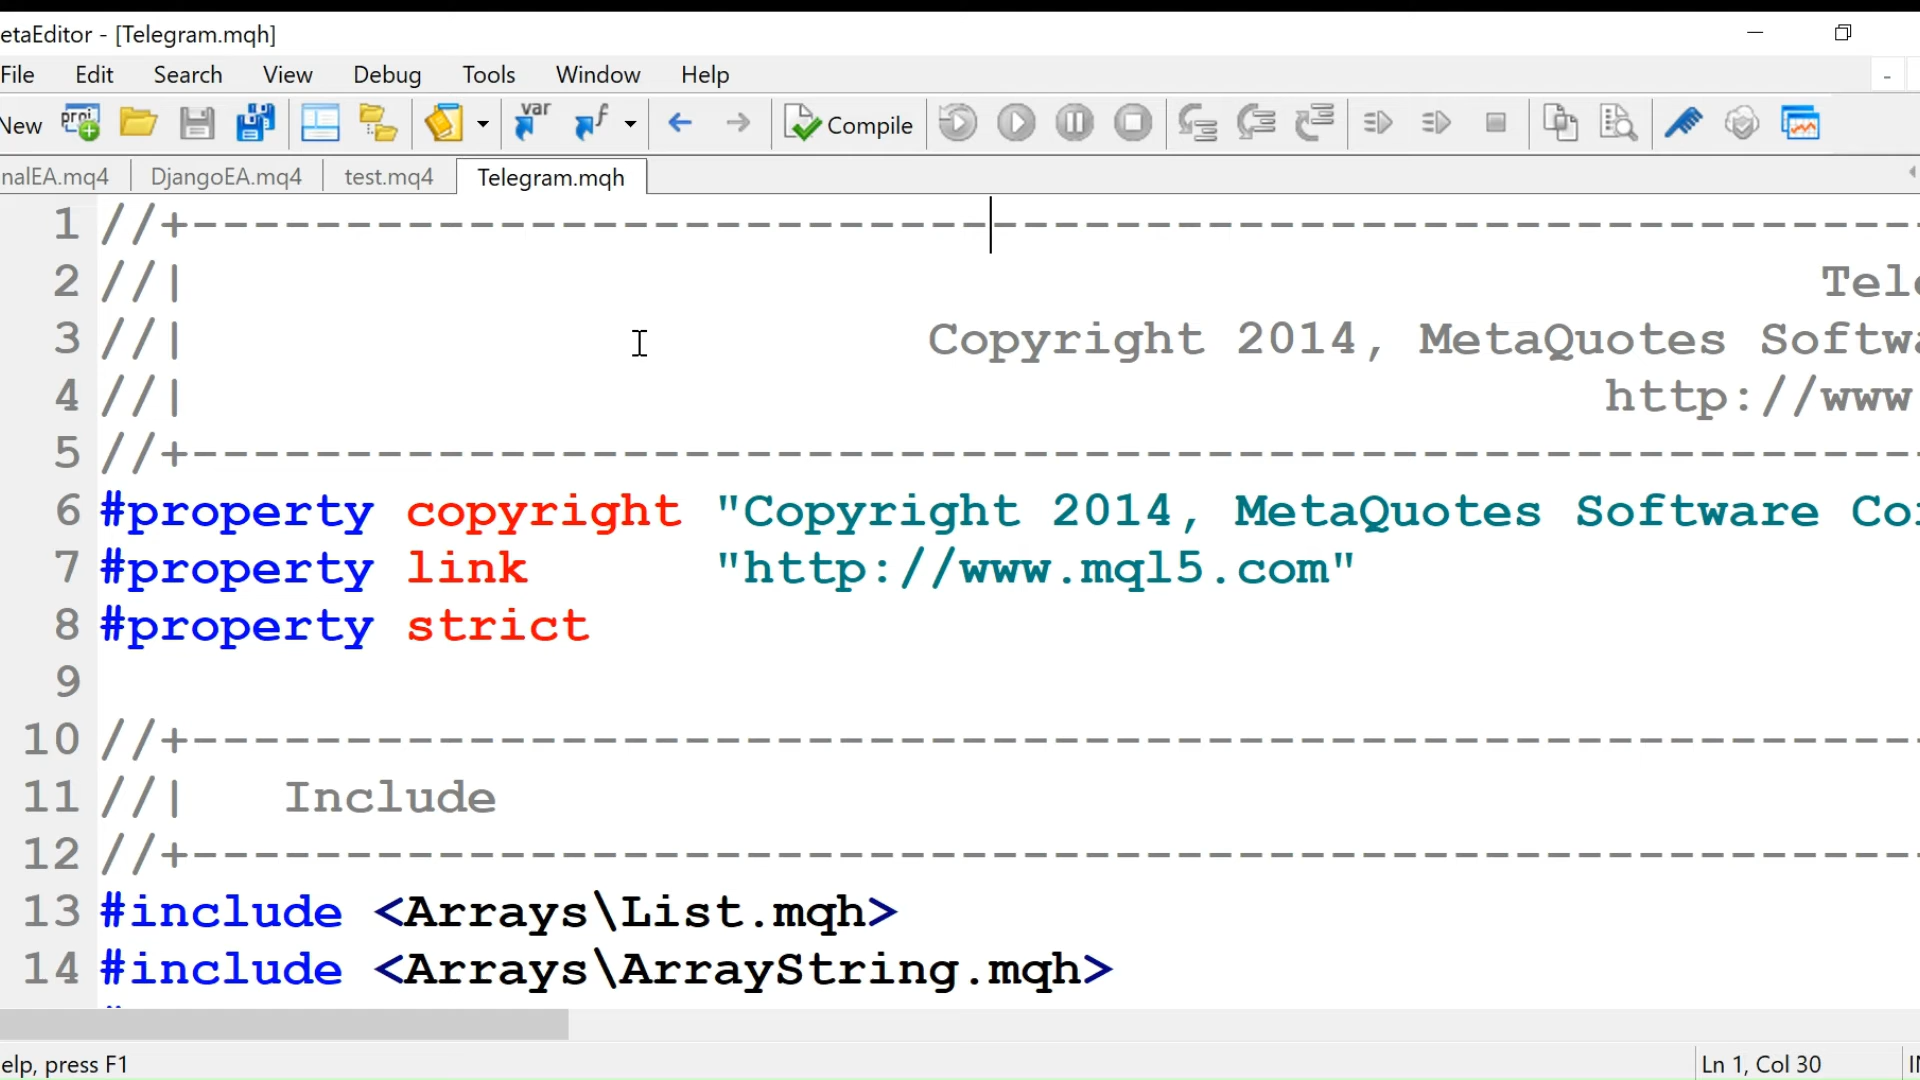 etaEditor - [Telegram.mqh]
File Edit Search View Debug Tools Window Help
New Compile
nalEA.mq4 DjangoEA.mq4 test.mq4 Telegram.mqh
1 //+------------------------------------------------------
2 //| Tele
3 //| Copyright 2014, MetaQuotes Softwa
4 //| http://www
5 //+------------------------------------------------------
6 #property copyright "Copyright 2014, MetaQuotes Software Co
7 #property link "http://www.mql5.com"
8 #property strict
9
10 //+------------------------------------------------------
11 //| Include
12 //+------------------------------------------------------
13 #include <Arrays\List.mqh>
14 #include <Arrays\ArrayString.mqh>
elp, press F1 Ln 1, Col 30